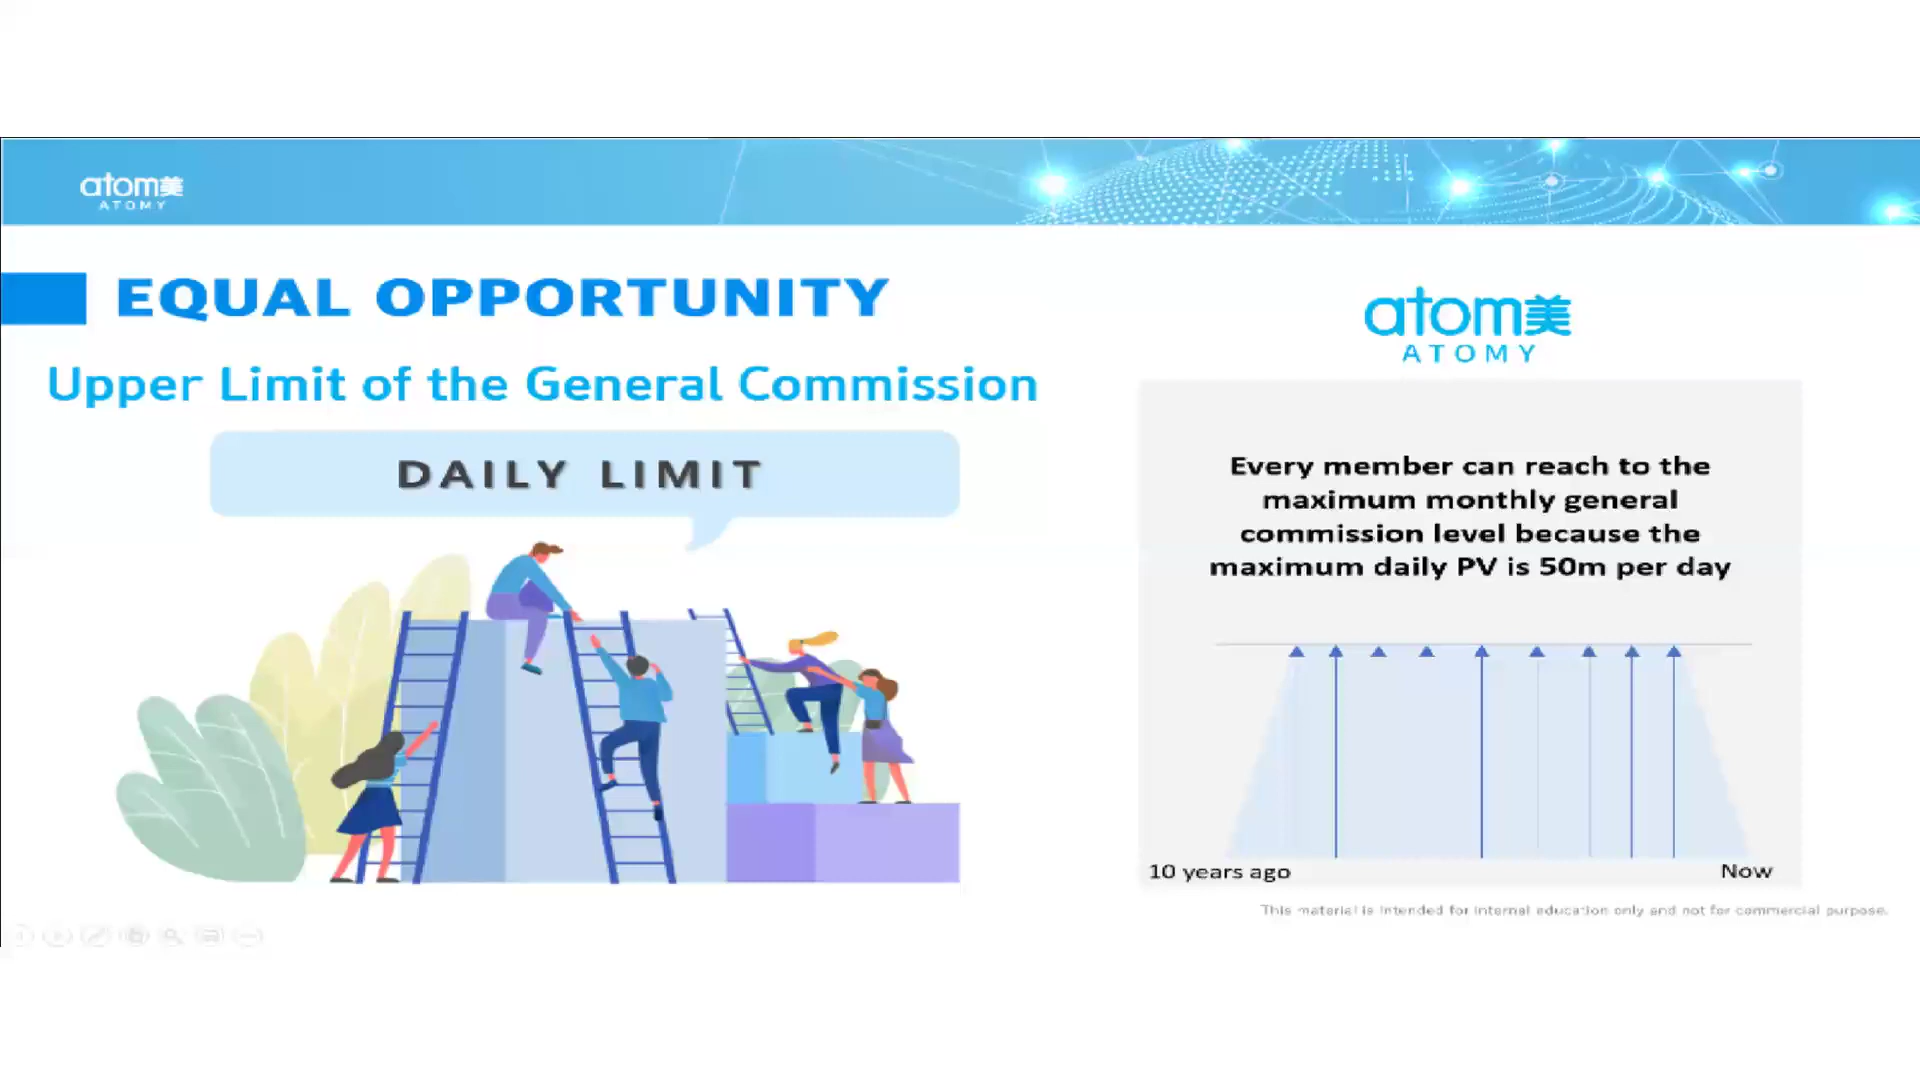 atom美
ATOMY
EQUAL OPPORTUNITY
Upper Limit of the General Commission
DAILY LIMIT
atom美
ATOMY
Every member can reach to the
maximum monthly general
commission level because the
maximum daily PV is 50m per day
10 years ago
Now
This material is intended for internal education only and not for commercial purpose.